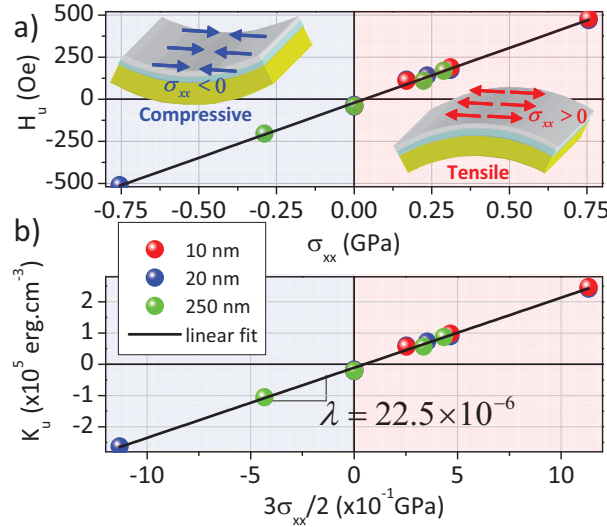 a)
500
250
0
-250
-500
H_u (Oe)
σ_xx < 0
Compressive
σ_xx > 0
Tensile
-0.75 -0.50 -0.25 0.00 0.25 0.50 0.75
σ_xx (GPa)
b)
10 nm
20 nm
250 nm
linear fit
2
1
0
-1
-2
K_u (x10^5 erg.cm^-3)
λ = 22.5×10^-6
-10 -5 0 5 10
3σ_xx/2 (x10^-1 GPa)